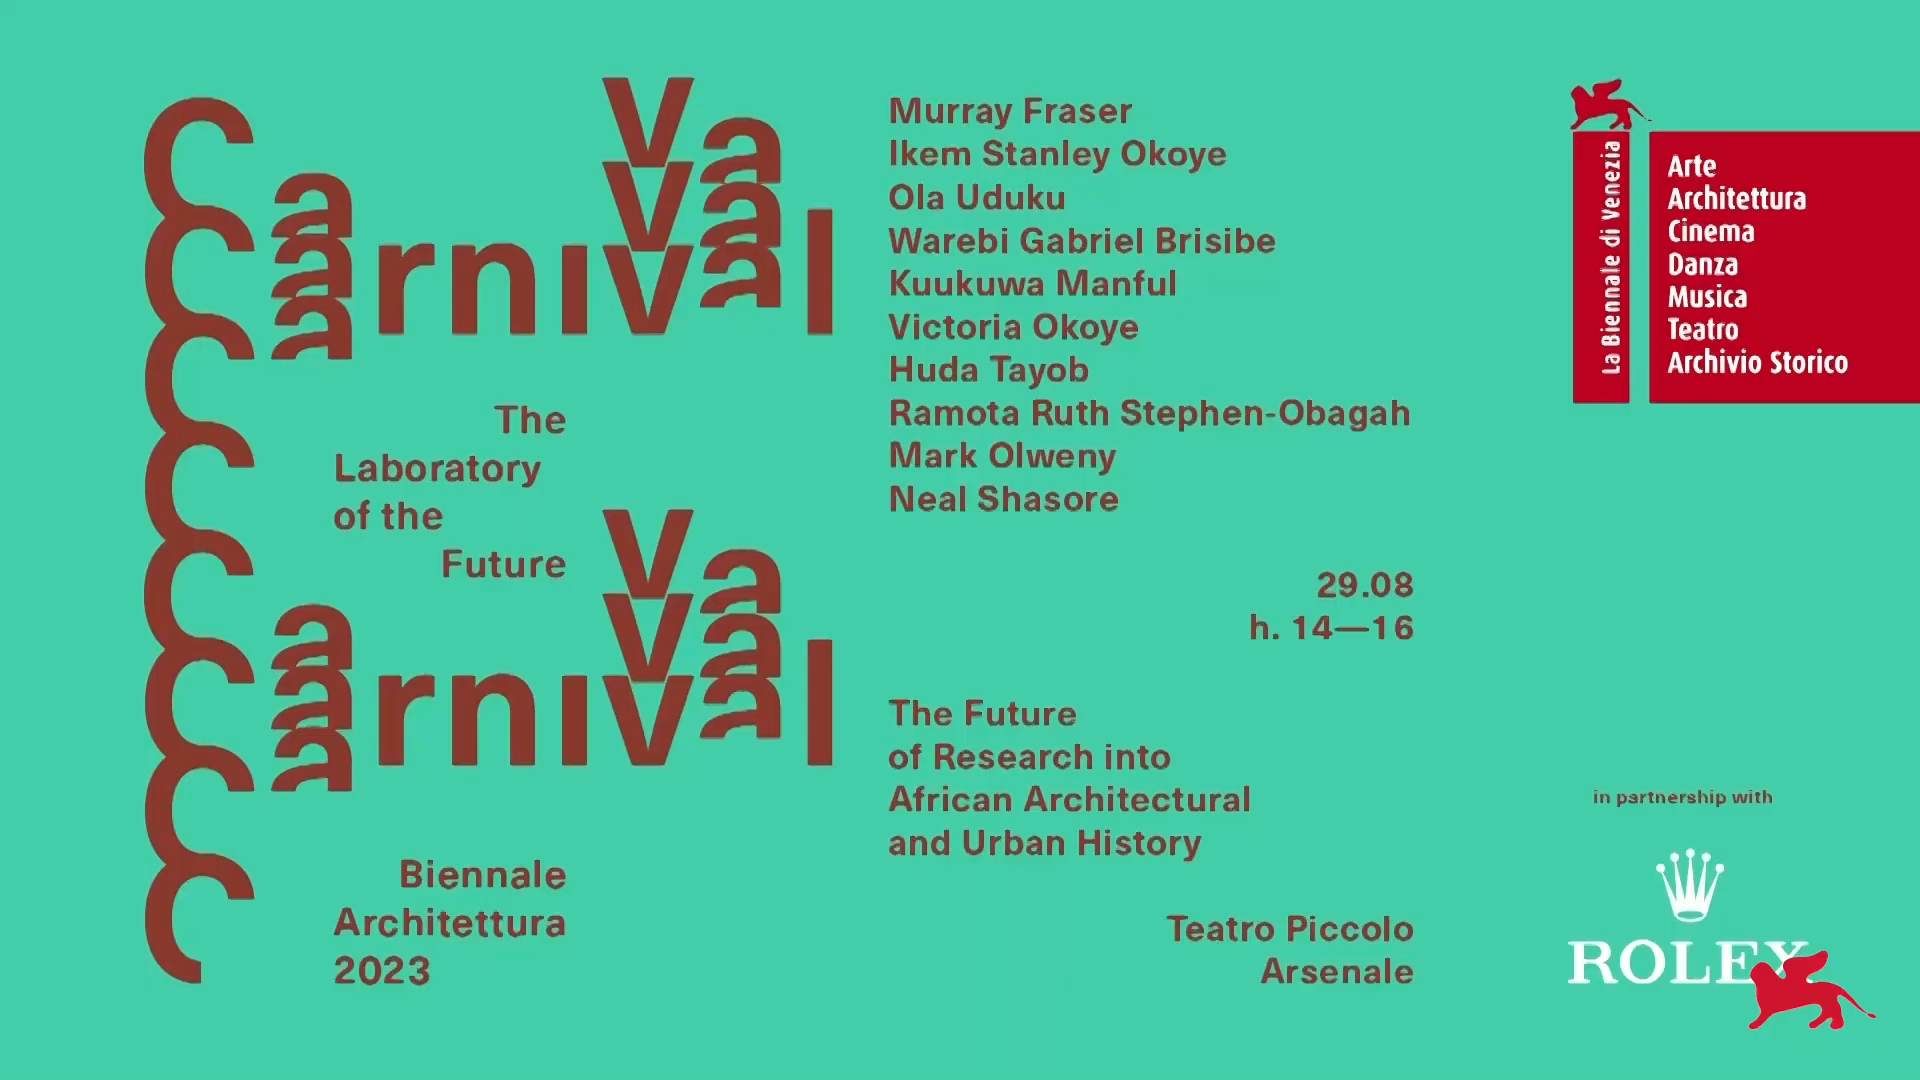 Carnival
The
Laboratory
of the
Future
Carnival
Biennale
Architettura
2023
Murray Fraser
Ikem Stanley Okoye
Ola Uduku
Warebi Gabriel Brisibe
Kuukuwa Manful
Victoria Okoye
Huda Tayob
Ramota Ruth Stephen-Obagah
Mark Olweny
Neal Shasore
29.08
h. 14—16
The Future
of Research into
African Architectural
and Urban History
Teatro Piccolo
Arsenale
La Biennale di Venezia
Arte
Architettura
Cinema
Danza
Musica
Teatro
Archivio Storico
in partnership with
ROLEX